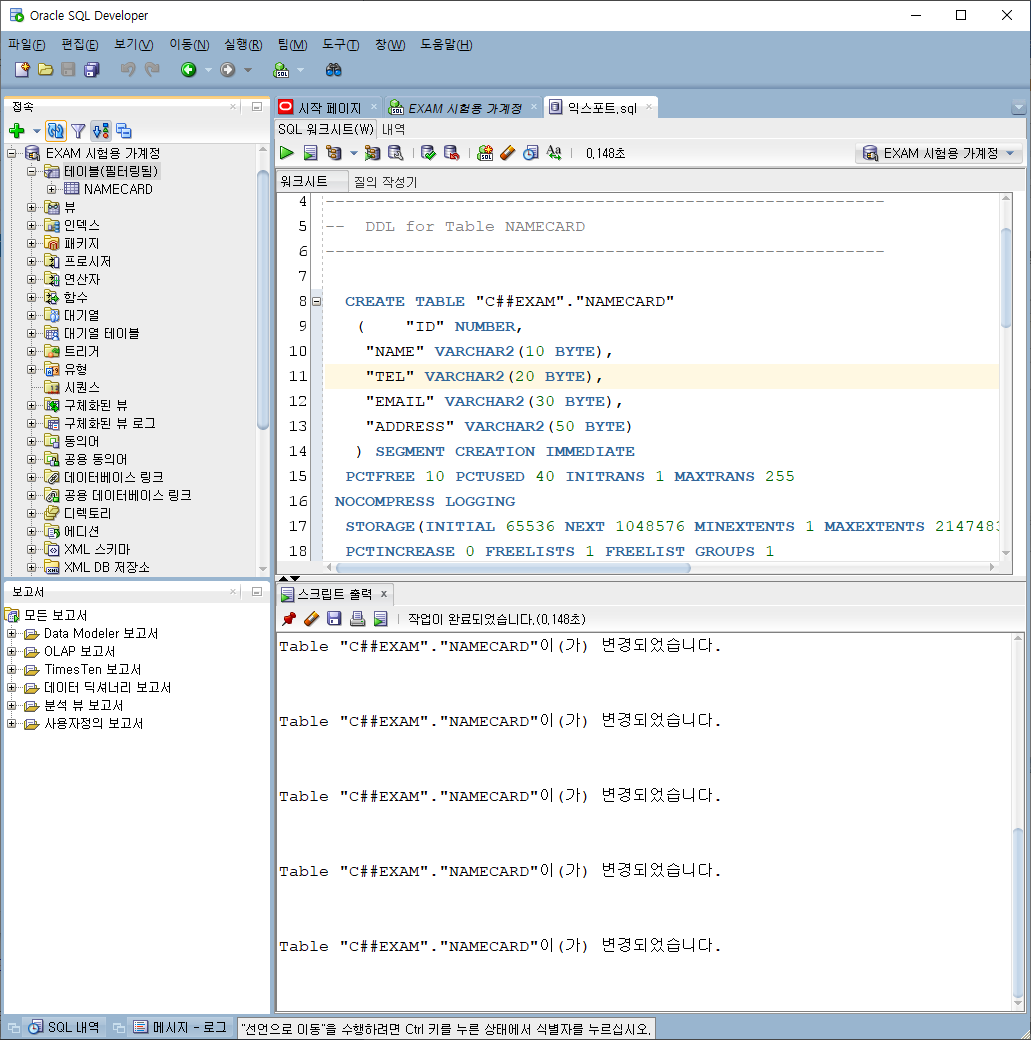 Oracle SQL Developer
파일(F) 편집(E) 보기(V) 이동(N) 실행(R) 팀(M) 도구(T) 창(W) 도움말(H)
접속
EXAM 시험용 가계정
테이블(필터링됨)
NAMECARD
뷰
인덱스
패키지
프로시저
연산자
함수
대기열
대기열 테이블
트리거
유형
시퀀스
구체화된 뷰
구체화된 뷰 로그
동의어
공용 동의어
데이터베이스 링크
공용 데이터베이스 링크
디렉토리
에디션
XML 스키마
XML DB 저장소
보고서
모든 보고서
Data Modeler 보고서
OLAP 보고서
TimesTen 보고서
데이터 딕셔너리 보고서
분석 뷰 보고서
사용자정의 보고서
시작 페이지 EXAM 시험용 가계정 익스포트.sql
SQL 워크시트(W) 내역
0,148초 EXAM 시험용 가계정
워크시트 질의 작성기
4 --------------------------------------------------------
5 --  DDL for Table NAMECARD
6 --------------------------------------------------------
7
8 CREATE TABLE "C##EXAM"."NAMECARD"
9 ( "ID" NUMBER,
10 "NAME" VARCHAR2(10 BYTE),
11 "TEL" VARCHAR2(20 BYTE),
12 "EMAIL" VARCHAR2(30 BYTE),
13 "ADDRESS" VARCHAR2(50 BYTE)
14 ) SEGMENT CREATION IMMEDIATE
15 PCTFREE 10 PCTUSED 40 INITRANS 1 MAXTRANS 255
16 NOCOMPRESS LOGGING
17 STORAGE(INITIAL 65536 NEXT 1048576 MINEXTENTS 1 MAXEXTENTS 2147483
18 PCTINCREASE 0 FREELISTS 1 FREELIST GROUPS 1
스크립트 출력
작업이 완료되었습니다.(0,148초)
Table "C##EXAM"."NAMECARD"이(가) 변경되었습니다.
Table "C##EXAM"."NAMECARD"이(가) 변경되었습니다.
Table "C##EXAM"."NAMECARD"이(가) 변경되었습니다.
Table "C##EXAM"."NAMECARD"이(가) 변경되었습니다.
Table "C##EXAM"."NAMECARD"이(가) 변경되었습니다.
SQL 내역 메시지 - 로그 "선언으로 이동"을 수행하려면 Ctrl 키를 누른 상태에서 식별자를 누르십시오.